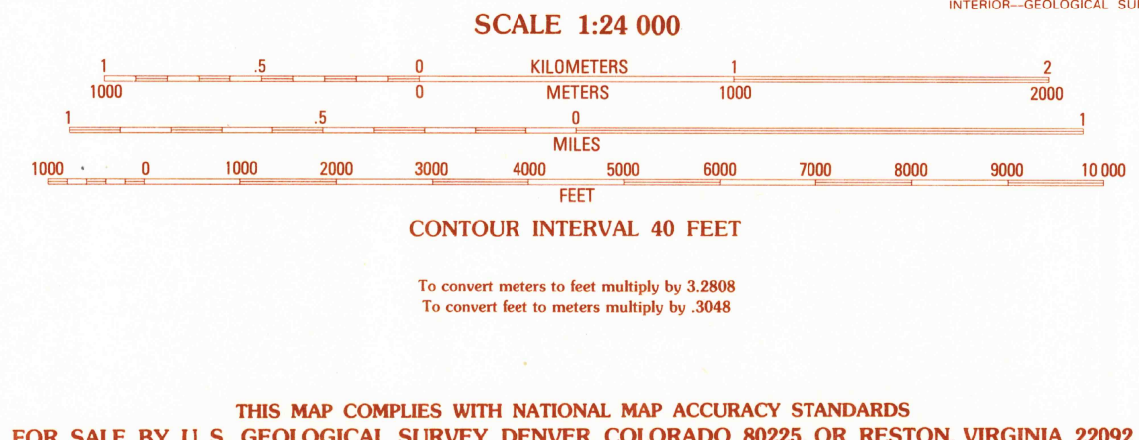 INTERIOR—GEOLOGICAL
SCALE 1:24 000
1 .5 0 KILOMETERS 1 2
1000 0 METERS 1000 2000
1 .5 0 1
MILES
1000 0 1000 2000 3000 4000 5000 6000 7000 8000 9000 10 000
FEET
CONTOUR INTERVAL 40 FEET
To convert meters to feet multiply by 3.2808
To convert feet to meters multiply by .3048
THIS MAP COMPLIES WITH NATIONAL MAP ACCURACY STANDARDS
FOR SALE BY U.S. GEOLOGICAL SURVEY, DENVER, COLORADO 80225, OR RESTON, VIRGINIA 22092